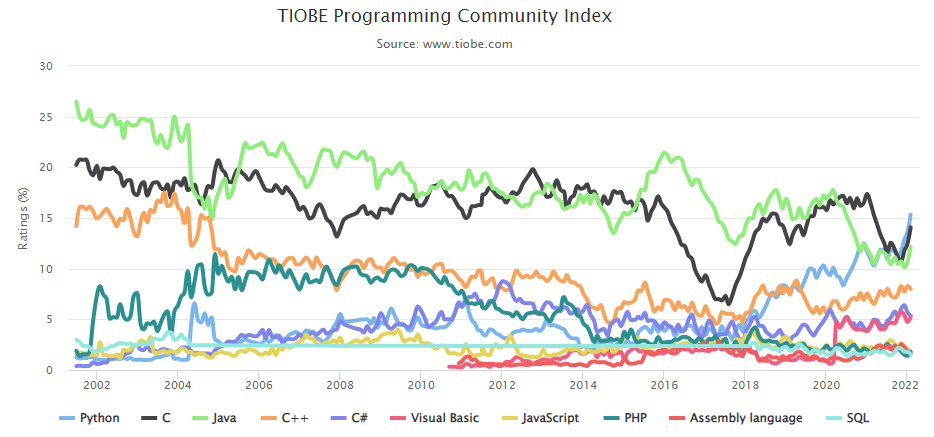 TIOBE Programming Community Index
Source: www.tiobe.com
Ratings (%)
30
25
20
15
10
5
0
2002 2004 2006 2008 2010 2012 2014 2016 2018 2020 2022
Python C Java C++ C# Visual Basic JavaScript PHP Assembly language SQL